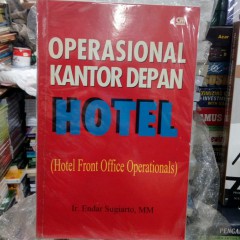 OPERASIONAL
KANTOR DEPAN
HOTEL
(Hotel Front Office Operationals)
Ir. Endar Sugiarto, MM